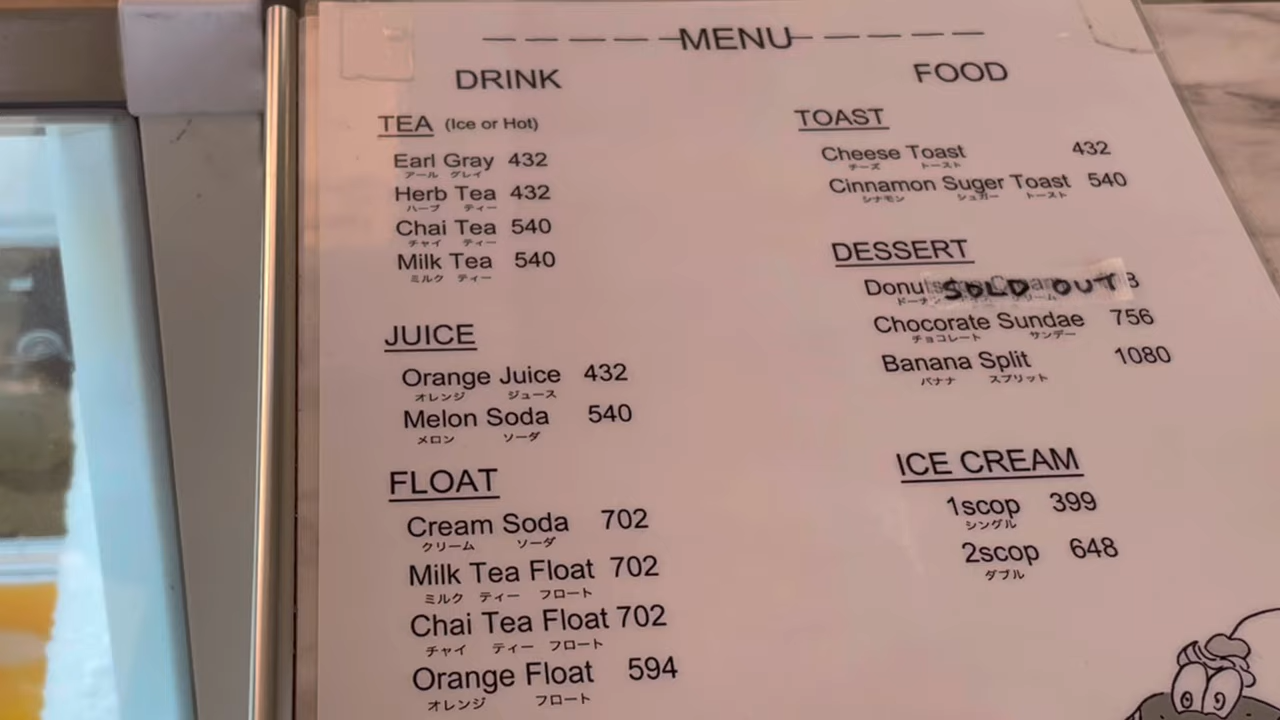 MENU
DRINK
TEA (Ice or Hot)
Earl Gray 432
アール グレイ
Herb Tea 432
ハーブ ティー
Chai Tea 540
チャイ ティー
Milk Tea 540
ミルク ティー
JUICE
Orange Juice 432
オレンジ ジュース
Melon Soda 540
メロン ソーダ
FLOAT
Cream Soda 702
クリーム ソーダ
Milk Tea Float 702
ミルク ティー フロート
Chai Tea Float 702
チャイ ティー フロート
Orange Float 594
オレンジ フロート
FOOD
TOAST
Cheese Toast 432
チーズ トースト
Cinnamon Suger Toast 540
シナモン シュガー トースト
DESSERT
SOLD OUT
Chocorate Sundae 756
チョコレート サンデー
Banana Split 1080
バナナ スプリット
ICE CREAM
1scop 399
シングル
2scop 648
ダブル